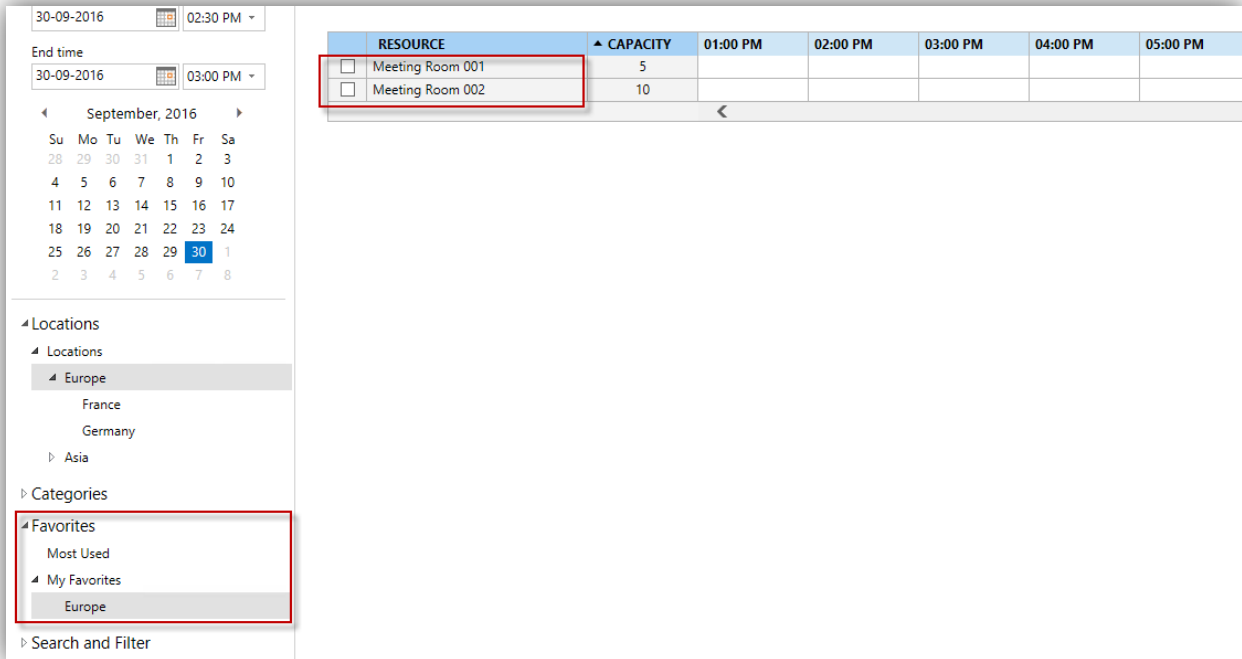 30-09-2016 02:30 PM
End time
30-09-2016 03:00 PM
September, 2016
Su Mo Tu We Th Fr Sa
28 29 30 31 1 2 3
4 5 6 7 8 9 10
11 12 13 14 15 16 17
18 19 20 21 22 23 24
25 26 27 28 29 30 1
2 3 4 5 6 7 8
Locations
Locations
Europe
France
Germany
Asia
Categories
Favorites
Most Used
My Favorites
Europe
Search and Filter
RESOURCE CAPACITY 01:00 PM 02:00 PM 03:00 PM 04:00 PM 05:00 PM
Meeting Room 001 5
Meeting Room 002 10